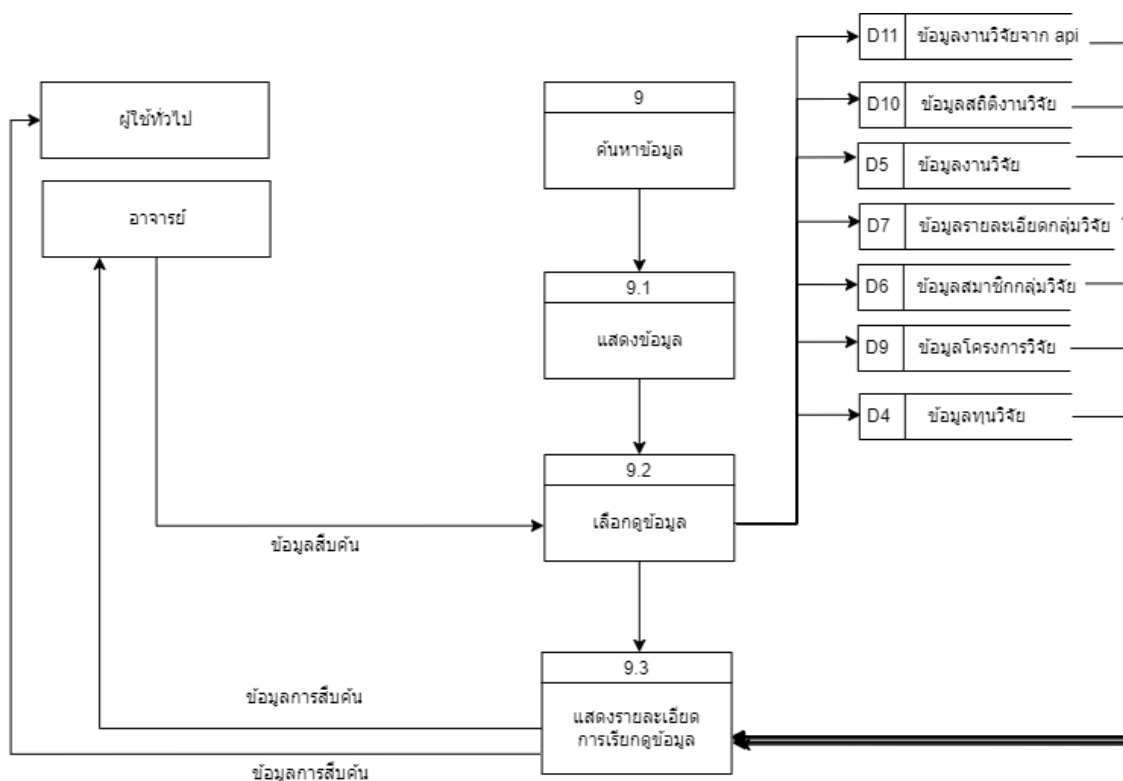 D11 ข้อมูลงานวิจัยจาก api
ผู้ใช้ทั่วไป
9
ค้นหาข้อมูล
D10 ข้อมูลสถิติงานวิจัย
D5 ข้อมูลงานวิจัย
อาจารย์
D7 ข้อมูลรายละเอียดกลุ่มวิจัย
9.1
แสดงข้อมูล
D6 ข้อมูลสมาชิกกลุ่มวิจัย
D9 ข้อมูลโครงการวิจัย
D4 ข้อมูลทุนวิจัย
9.2
เลือกดูข้อมูล
ข้อมูลสืบค้น
9.3
แสดงรายละเอียด
การเรียกดูข้อมูล
ข้อมูลการสืบค้น
ข้อมูลการสืบค้น